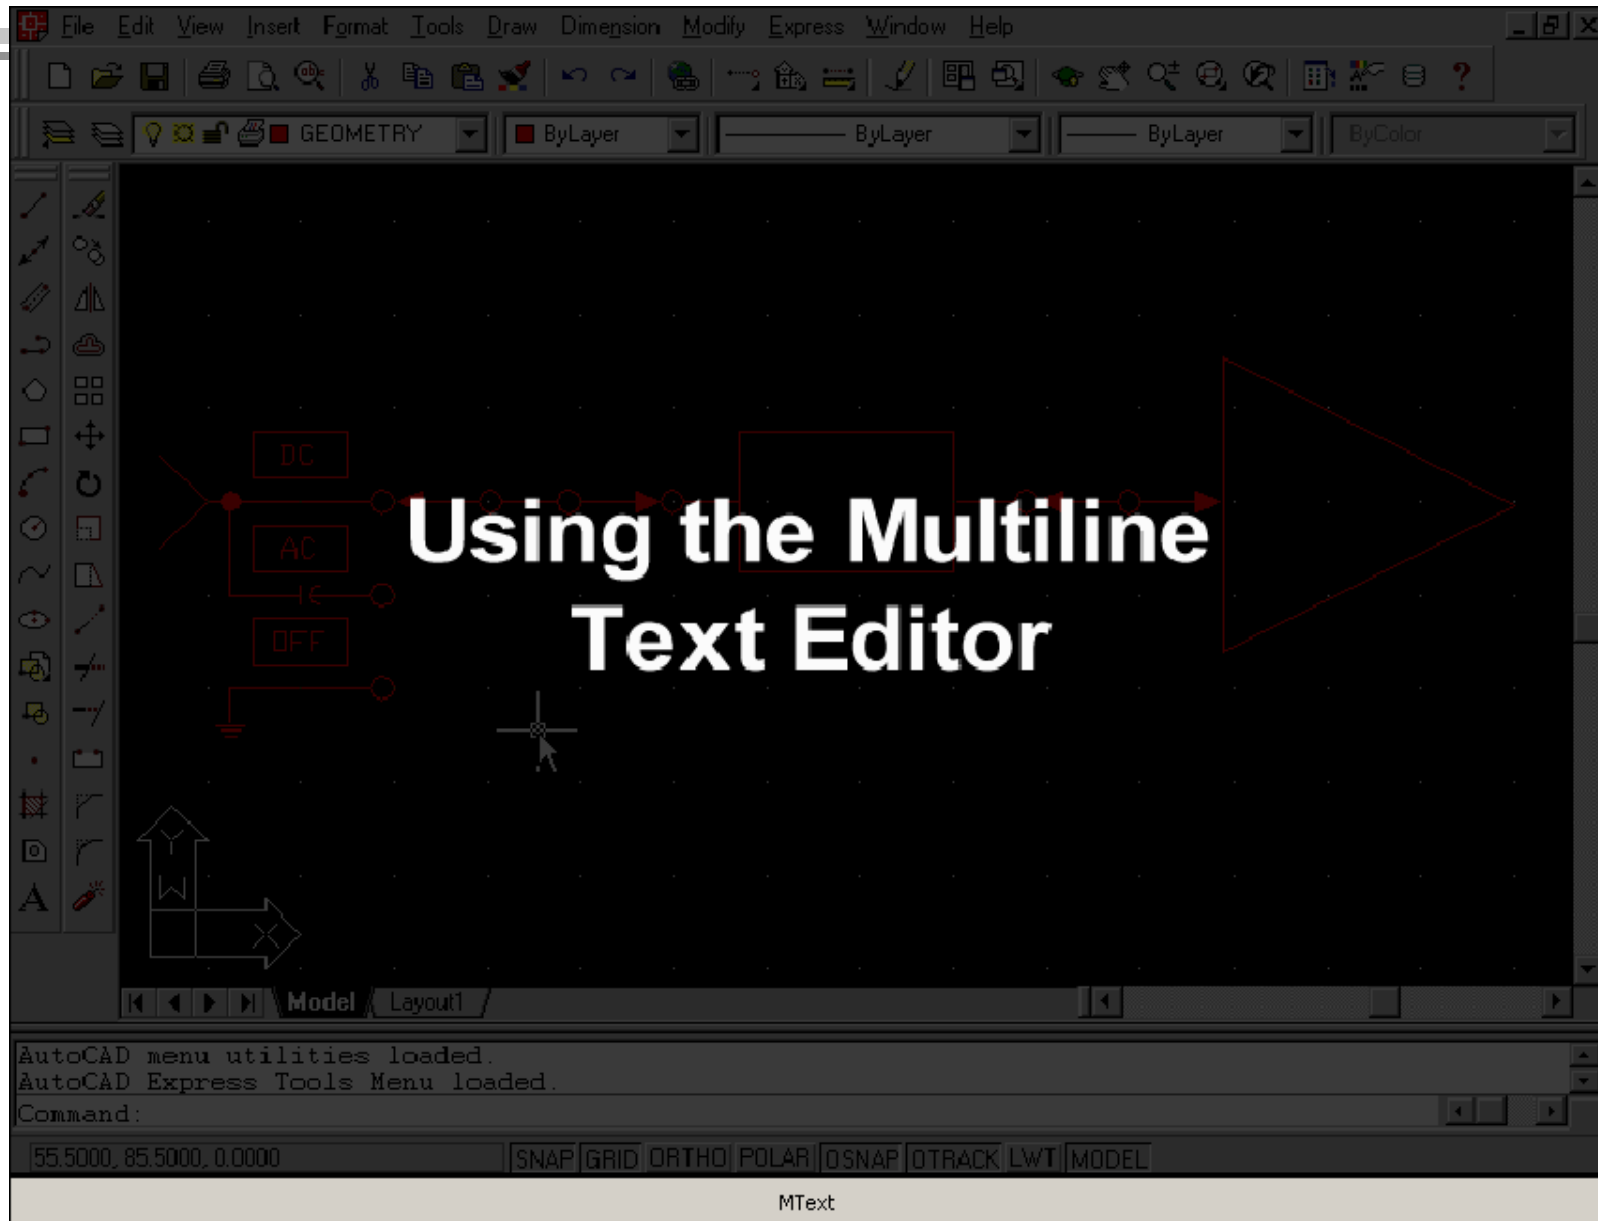 File Edit View Insert Format Tools Draw Dimension Modify Express Window Help
GEOMETRY ByLayer ByLayer ByLayer ByColor
DC
AC
OFF
Using the Multiline
Text Editor
Y
W
X
Model Layout1
AutoCAD menu utilities loaded.
AutoCAD Express Tools Menu loaded.
Command:
55.5000, 85.5000, 0.0000 SNAP GRID ORTHO POLAR OSNAP OTRACK LWT MODEL
MText